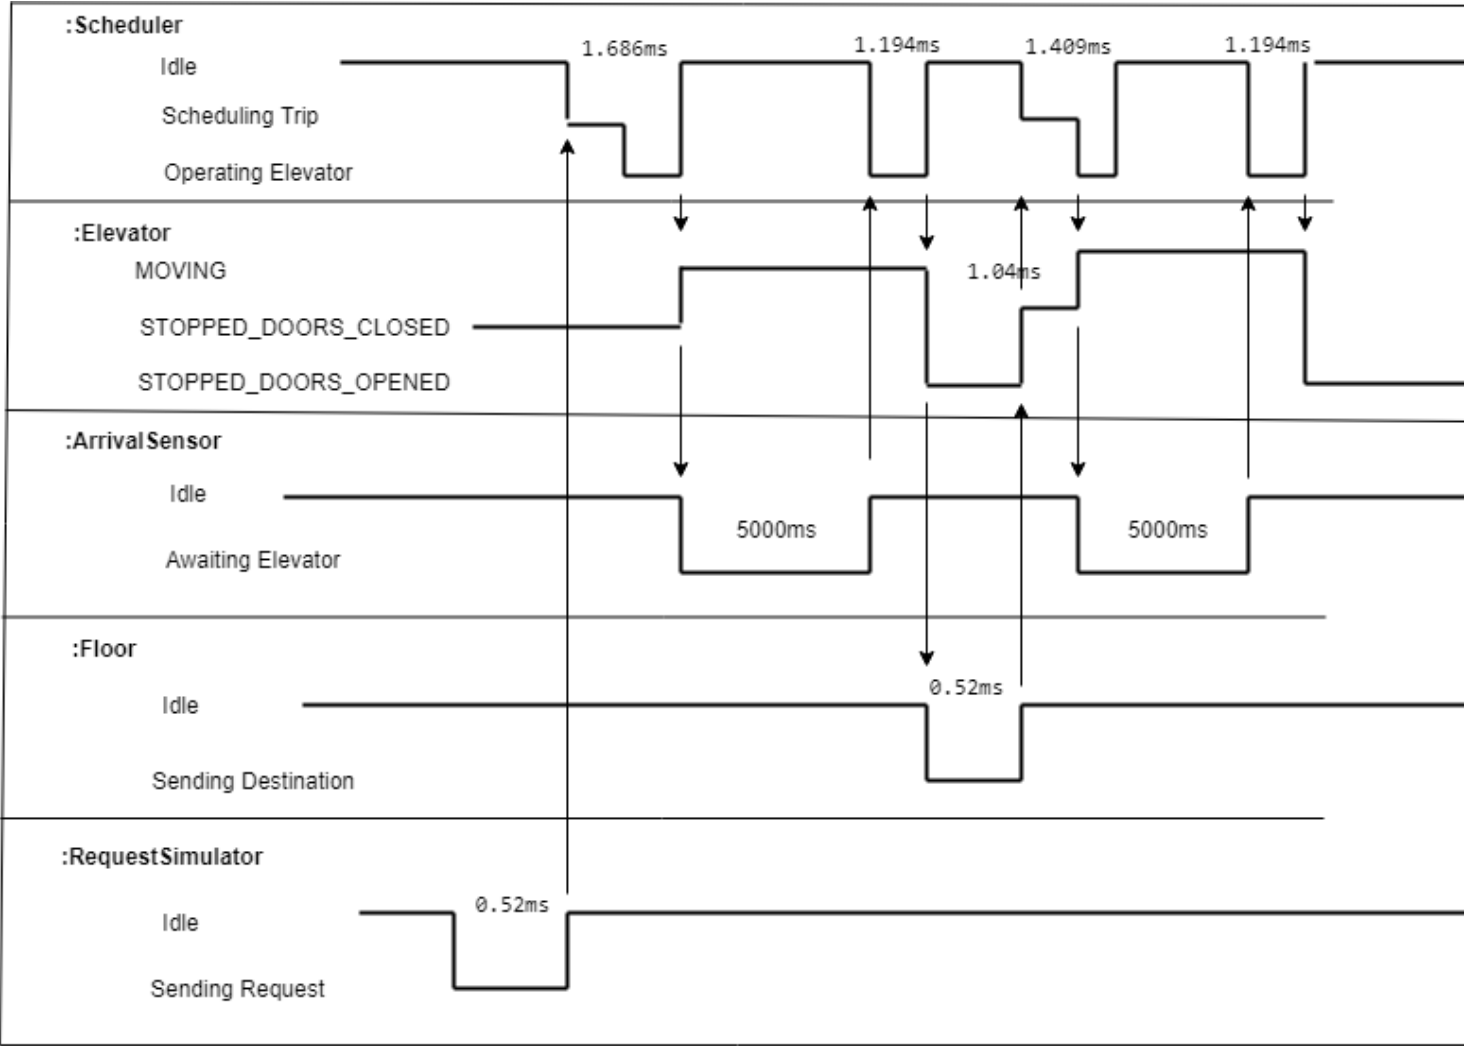 :Scheduler
1.686ms
1.194ms
1.409ms
1.194ms
Idle
Scheduling Trip
Operating Elevator
:Elevator
MOVING
1.04ms
STOPPED_DOORS_CLOSED
STOPPED_DOORS_OPENED
:ArrivalSensor
Idle
5000ms
5000ms
Awaiting Elevator
:Floor
0.52ms
Idle
Sending Destination
:RequestSimulator
0.52ms
Idle
Sending Request